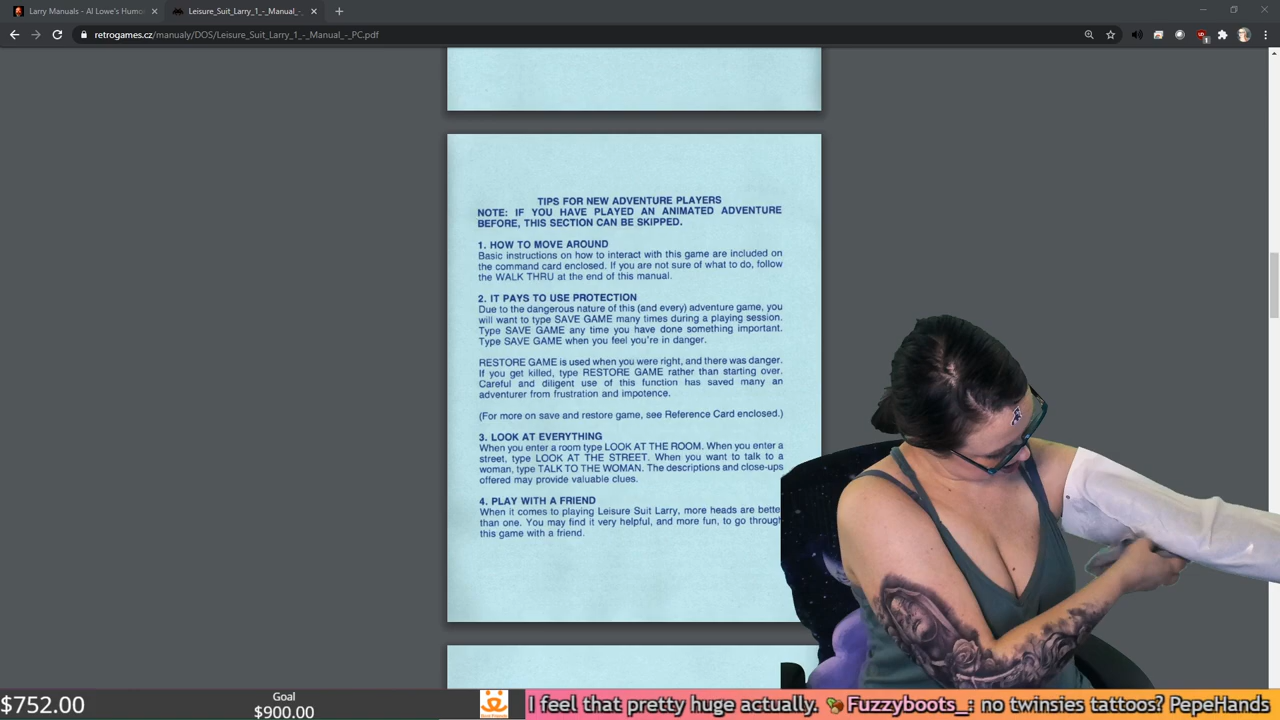 Larry Manuals - Al Lowe's Humo
Leisure_Suit_Larry_1_-_Manual_-_
retrogames.cz/manualy/DOS/Leisure_Suit_Larry_1_-_Manual_-_PC.pdf
1
TIPS FOR NEW ADVENTURE PLAYERS
NOTE: IF YOU HAVE PLAYED AN ANIMATED ADVENTURE
BEFORE, THIS SECTION CAN BE SKIPPED.
1. HOW TO MOVE AROUND
Basic instructions on how to interact with this game are included on
the command card enclosed. If you are not sure of what to do, follow
the WALK THRU at the end of this manual.
2. IT PAYS TO USE PROTECTION
Due to the dangerous nature of this (and every) adventure game, you
will want to type SAVE GAME many times during a playing session.
Type SAVE GAME any time you have done something important.
Type SAVE GAME when you feel you're in danger.
RESTORE GAME is used when you were right, and there was danger.
If you get killed, type RESTORE GAME rather than starting over.
Careful and diligent use of this function has saved many an
adventurer from frustration and impotence.
(For more on save and restore game, see Reference Card enclosed.)
3. LOOK AT EVERYTHING
When you enter a room type LOOK AT THE ROOM. When you enter a
street, type LOOK AT THE STREET. When you want to talk to a
woman, type TALK TO THE WOMAN. The descriptions and close-ups
offered may provide valuable clues.
4. PLAY WITH A FRIEND
When it comes to playing Leisure Suit Larry, more heads are better
than one. You may find it very helpful, and more fun, to go through
this game with a friend.
$752.00
Goal
$900.00
I feel that pretty huge actually. Fuzzyboots_: no twinsies tattoos? PepeHands